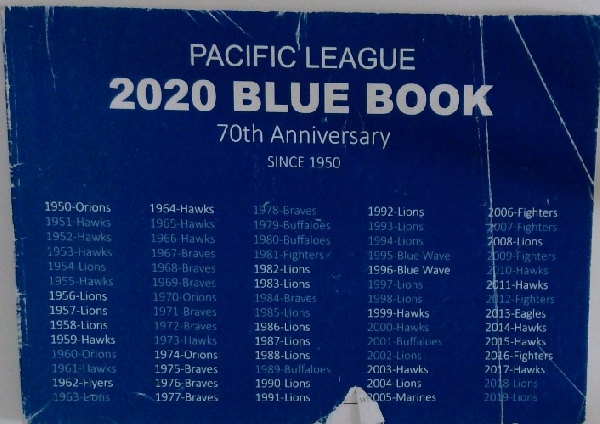 PACIFIC LEAGUE
2020 BLUE BOOK
70th Anniversary
SINCE 1950
1950-Orions
1951-Hawks
1952-Hawks
1953-Hawks
1954-Lions
1955-Hawks
1956-Lions
1957-Lions
1958-Lions
1959-Hawks
1960-Orions
1961-Hawks
1962-Flyers
1963-Lions
1964-Hawks
1965-Hawks
1966-Hawks
1967-Braves
1968-Braves
1969-Braves
1970-Orions
1971-Braves
1972-Braves
1973-Hawks
1974-Orions
1975-Braves
1976-Braves
1977-Braves
1978-Braves
1979-Buffaloes
1980-Buffaloes
1981-Fighters
1982-Lions
1983-Lions
1984-Braves
1985-Lions
1986-Lions
1987-Lions
1988-Lions
1989-Buffaloes
1990-Lions
1991-Lions
1992-Lions
1993-Lions
1994-Lions
1995-Blue Wave
1996-Blue Wave
1997-Lions
1998-Lions
1999-Hawks
2000-Hawks
2001-Buffaloes
2002-Lions
2003-Hawks
2004-Lions
2005-Marines
2006-Fighters
2007-Fighters
2008-Lions
2009-Fighters
2010-Hawks
2011-Hawks
2012-Fighters
2013-Eagles
2014-Hawks
2015-Hawks
2016-Fighters
2017-Hawks
2018-Lions
2019-Lions